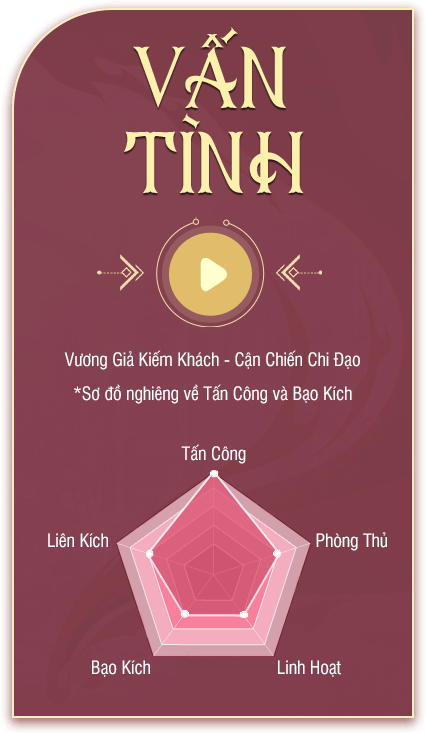 VẤN
TÌNH
Vương Giả Kiếm Khách - Cận Chiến Chi Đạo
*Sơ đồ nghiêng về Tấn Công và Bạo Kích
Tấn Công
Liên Kích
Phòng Thủ
Bạo Kích
Linh Hoạt